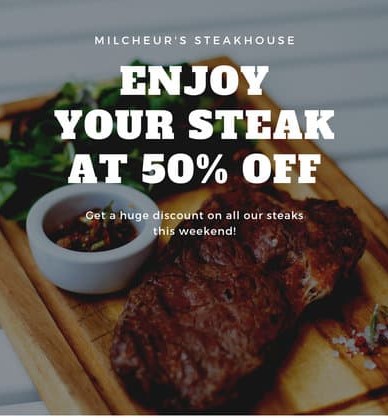 MILCHEUR'S STEAKHOUSE
ENJOY
YOUR STEAK
AT 50% OFF
Get a huge discount on all our steaks
this weekend!